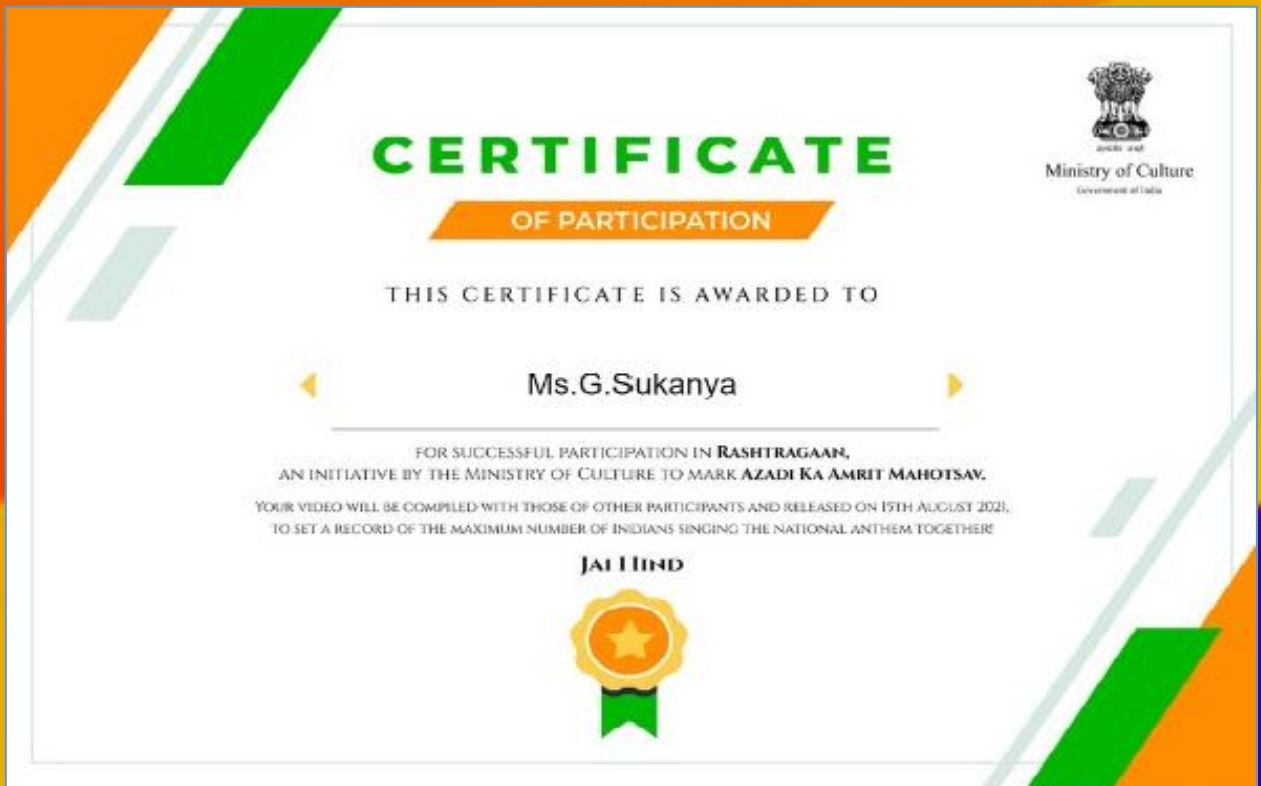 CERTIFICATE
OF PARTICIPATION
Ministry of Culture
Government of India
THIS CERTIFICATE IS AWARDED TO
Ms.G.Sukanya
FOR SUCCESSFUL PARTICIPATION IN RASHTRAGAAN,
AN INITIATIVE BY THE MINISTRY OF CULTURE TO MARK AZADI KA AMRIT MAHOTSAV.
YOUR VIDEO WILL BE COMPILED WITH THOSE OF OTHER PARTICIPANTS AND RELEASED ON 15TH AUGUST 2021,
TO SET A RECORD OF THE MAXIMUM NUMBER OF INDIANS SINGING THE NATIONAL ANTHEM TOGETHER!
JAI HIND